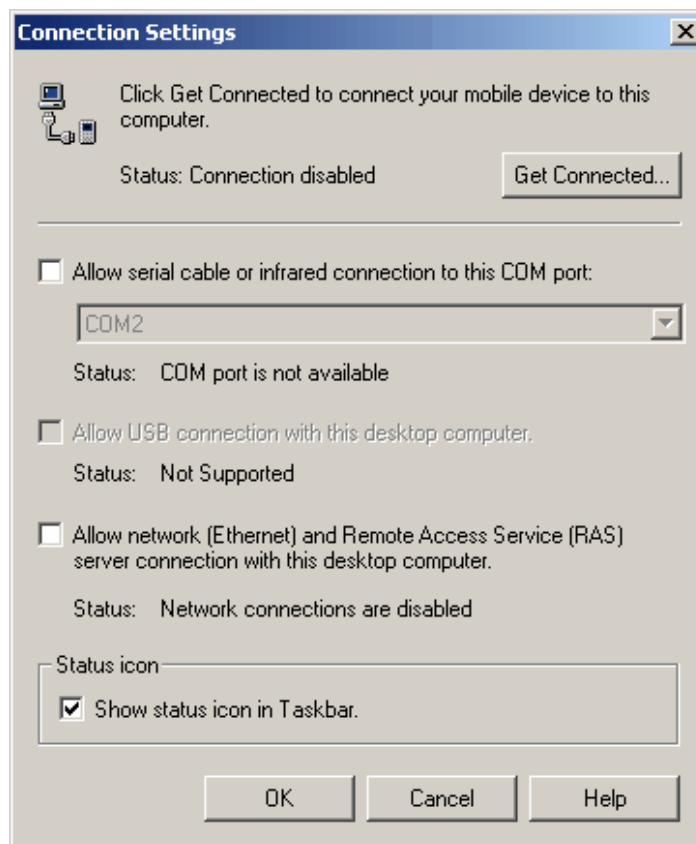 Connection Settings
Click Get Connected to connect your mobile device to this
computer.
Status: Connection disabled
Get Connected...
Allow serial cable or infrared connection to this COM port:
COM2
Status: COM port is not available
Allow USB connection with this desktop computer.
Status: Not Supported
Allow network (Ethernet) and Remote Access Service (RAS)
server connection with this desktop computer.
Status: Network connections are disabled
Status icon
Show status icon in Taskbar.
OK Cancel Help